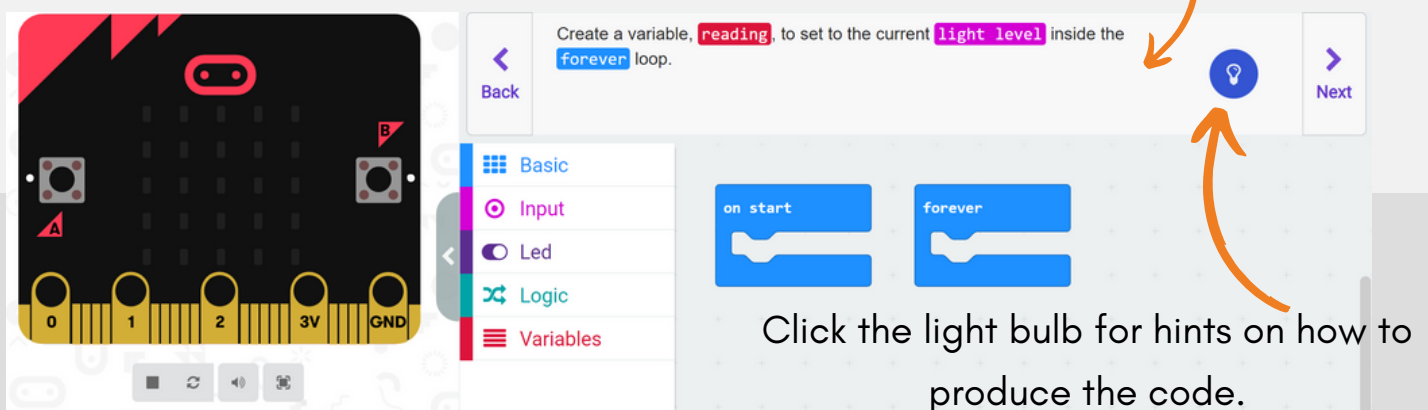 Create a variable, reading, to set to the current light level inside the
forever loop.
Back
Next
B
A
0
1
2
3V
GND
Basic
Input
Led
Logic
Variables
on start
forever
Click the light bulb for hints on how to
produce the code.